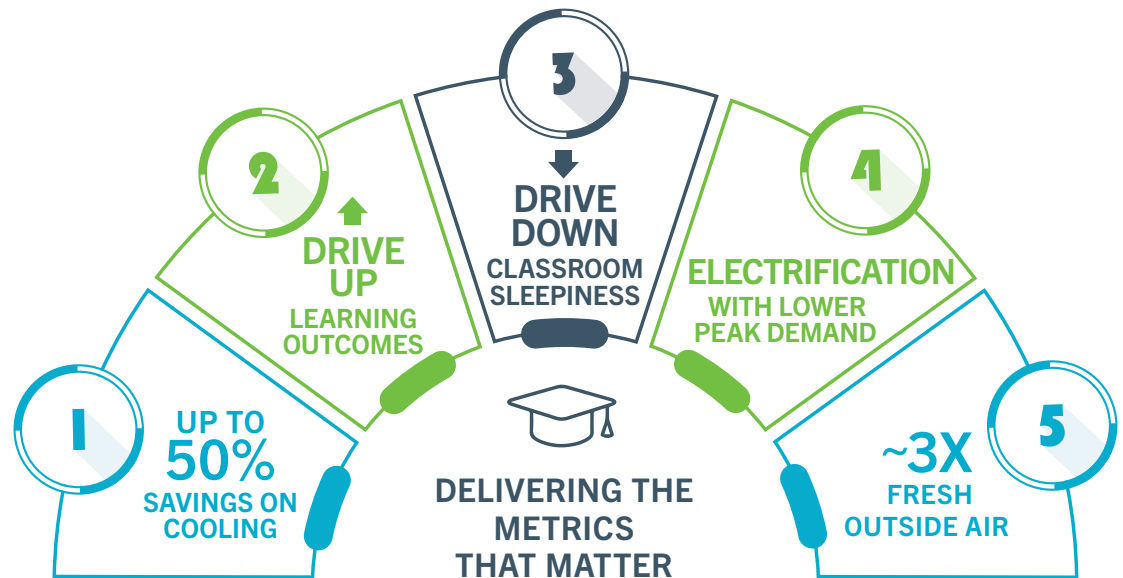 1
UP TO
50%
SAVINGS ON
COOLING
2
DRIVE
UP
LEARNING
OUTCOMES
3
DRIVE
DOWN
CLASSROOM
SLEEPINESS
4
ELECTRIFICATION
WITH LOWER
PEAK DEMAND
5
~3X
FRESH
OUTSIDE AIR
DELIVERING THE
METRICS
THAT MATTER